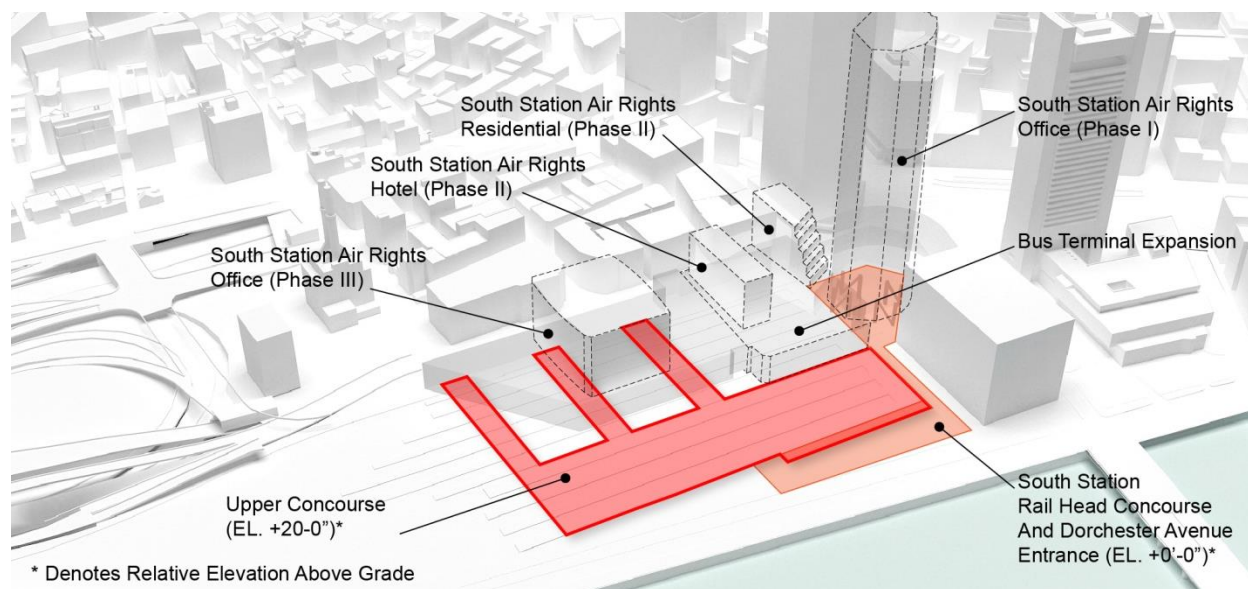 South Station Air Rights
Residential (Phase II)
South Station Air Rights
Office (Phase I)
South Station Air Rights
Hotel (Phase II)
Bus Terminal Expansion
South Station Air Rights
Office (Phase III)
Upper Concourse
(EL. +20-0”)*
South Station
Rail Head Concourse
And Dorchester Avenue
Entrance (EL. +0’-0”)*
* Denotes Relative Elevation Above Grade